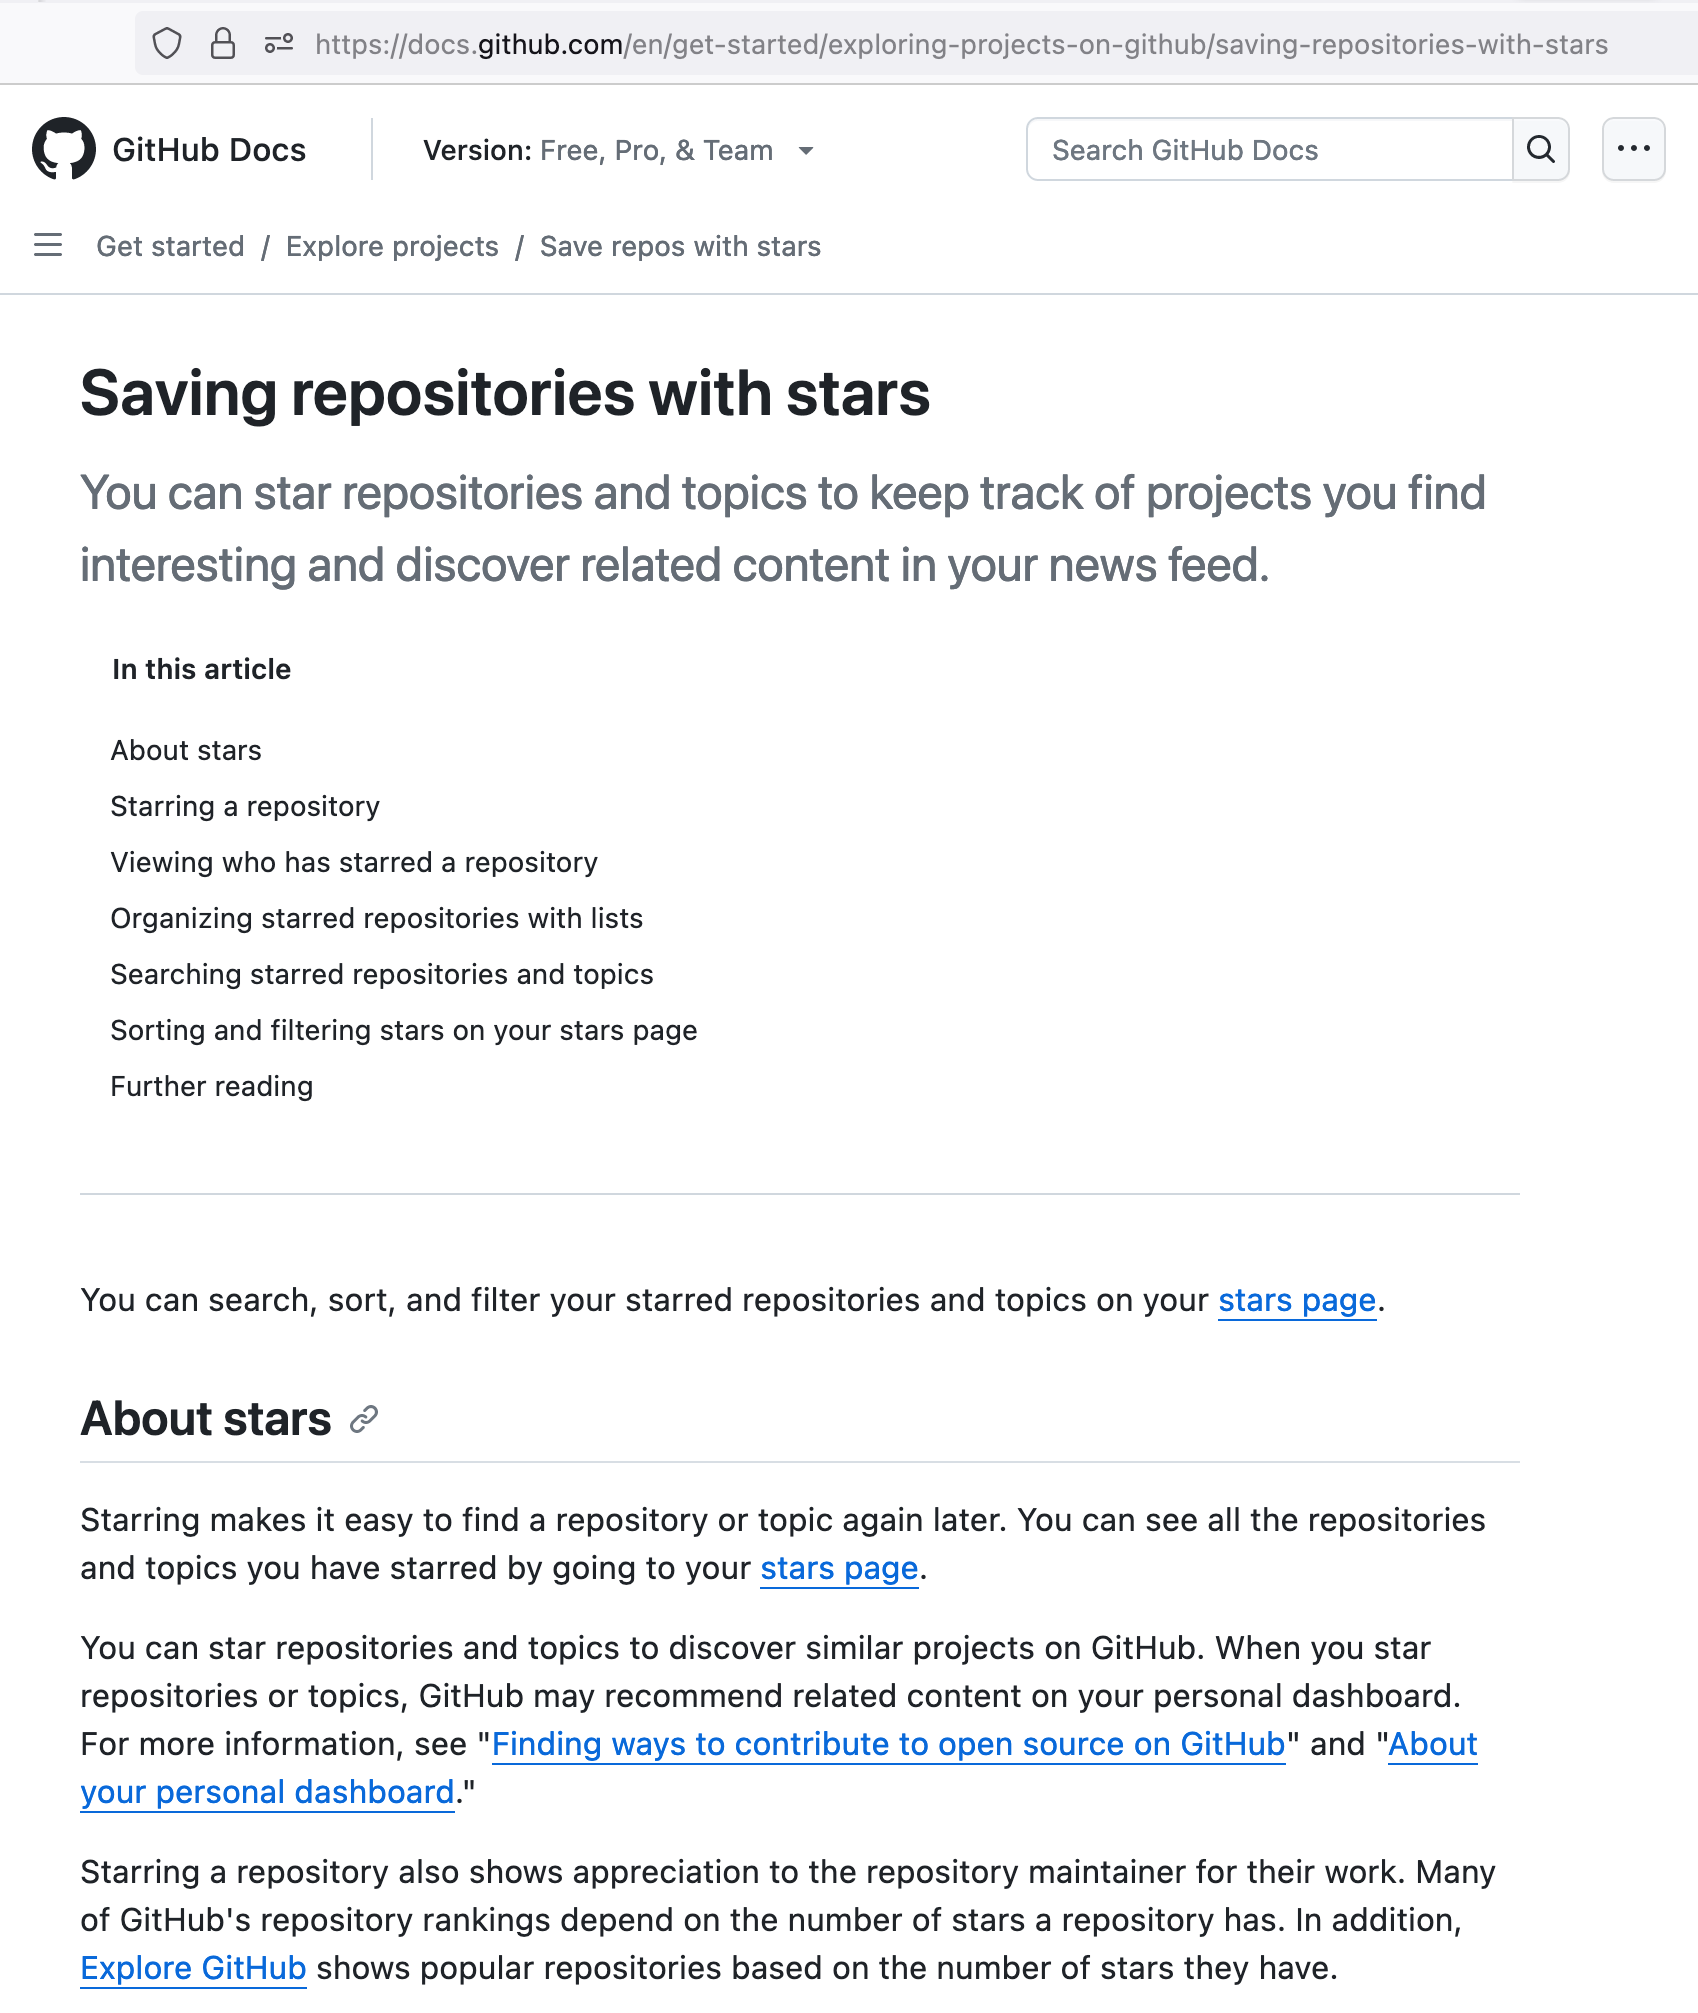 https://docs.github.com/en/get-started/exploring-projects-on-github/saving-repositories-with-stars
GitHub Docs
Version: Free, Pro, & Team
Search GitHub Docs
Get started / Explore projects / Save repos with stars
Saving repositories with stars
You can star repositories and topics to keep track of projects you find
interesting and discover related content in your news feed.
In this article
About stars
Starring a repository
Viewing who has starred a repository
Organizing starred repositories with lists
Searching starred repositories and topics
Sorting and filtering stars on your stars page
Further reading
You can search, sort, and filter your starred repositories and topics on your stars page.
About stars
Starring makes it easy to find a repository or topic again later. You can see all the repositories
and topics you have starred by going to your stars page.
You can star repositories and topics to discover similar projects on GitHub. When you star
repositories or topics, GitHub may recommend related content on your personal dashboard.
For more information, see "Finding ways to contribute to open source on GitHub" and "About
your personal dashboard."
Starring a repository also shows appreciation to the repository maintainer for their work. Many
of GitHub's repository rankings depend on the number of stars a repository has. In addition,
Explore GitHub shows popular repositories based on the number of stars they have.